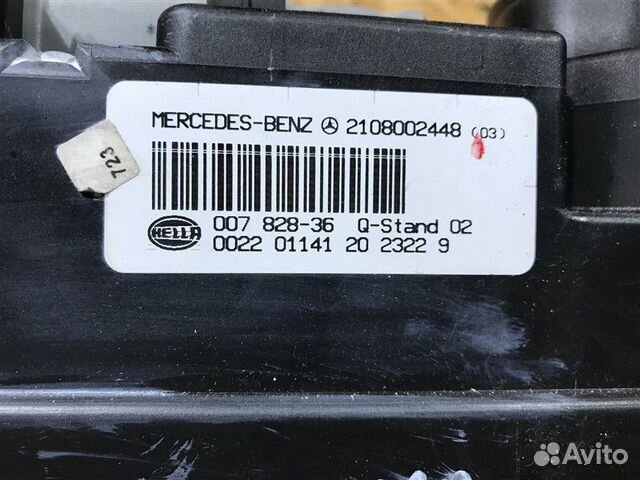 MERCEDES-BENZ 2108002448 (03)
723
HELLA 007 828-36 Q-Stand 02
0022 01141 20 2322 9
Avito